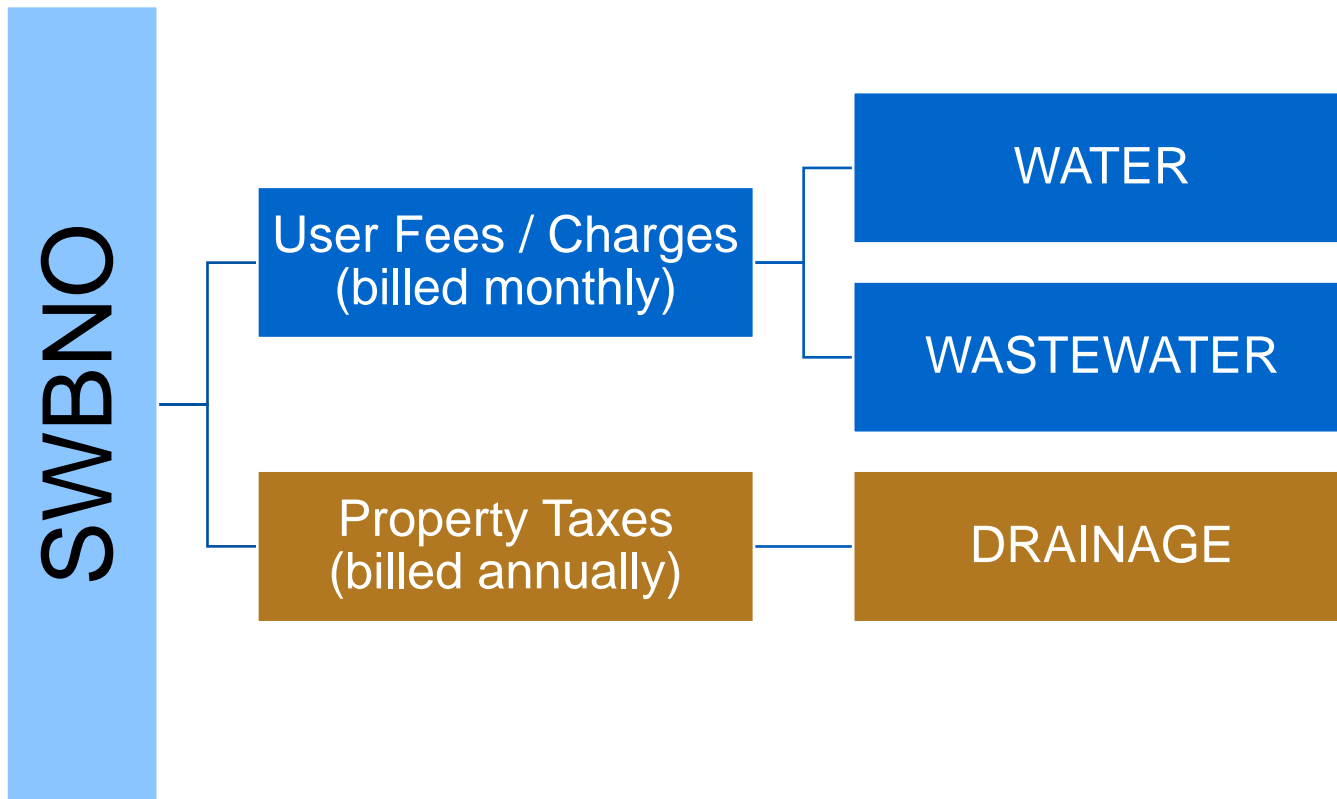 SWBNO
User Fees / Charges
(billed monthly)
WATER
WASTEWATER
Property Taxes
(billed annually)
DRAINAGE